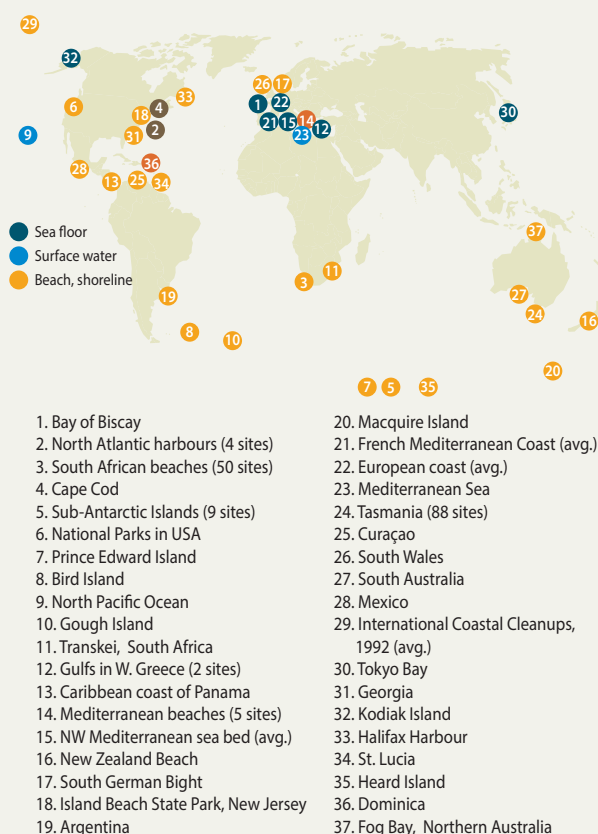 29
32
6
4
33
18
9
31
2
28
36
13
25
34
26
17
1
22
21
15
14
12
23
30
Sea floor
Surface water
Beach, shoreline
37
19
3
11
27
24
16
8
10
20
7
5
35
1. Bay of Biscay
2. North Atlantic harbours (4 sites)
3. South African beaches (50 sites)
4. Cape Cod
5. Sub-Antarctic Islands (9 sites)
6. National Parks in USA
7. Prince Edward Island
8. Bird Island
9. North Pacific Ocean
10. Gough Island
11. Transkei, South Africa
12. Gulfs in W. Greece (2 sites)
13. Caribbean coast of Panama
14. Mediterranean beaches (5 sites)
15. NW Mediterranean sea bed (avg.)
16. New Zealand Beach
17. South German Bight
18. Island Beach State Park, New Jersey
19. Argentina
20. Macquire Island
21. French Mediterranean Coast (avg.)
22. European coast (avg.)
23. Mediterranean Sea
24. Tasmania (88 sites)
25. Curaçao
26. South Wales
27. South Australia
28. Mexico
29. International Coastal Cleanups,
1992 (avg.)
30. Tokyo Bay
31. Georgia
32. Kodiak Island
33. Halifax Harbour
34. St. Lucia
35. Heard Island
36. Dominica
37. Fog Bay, Northern Australia